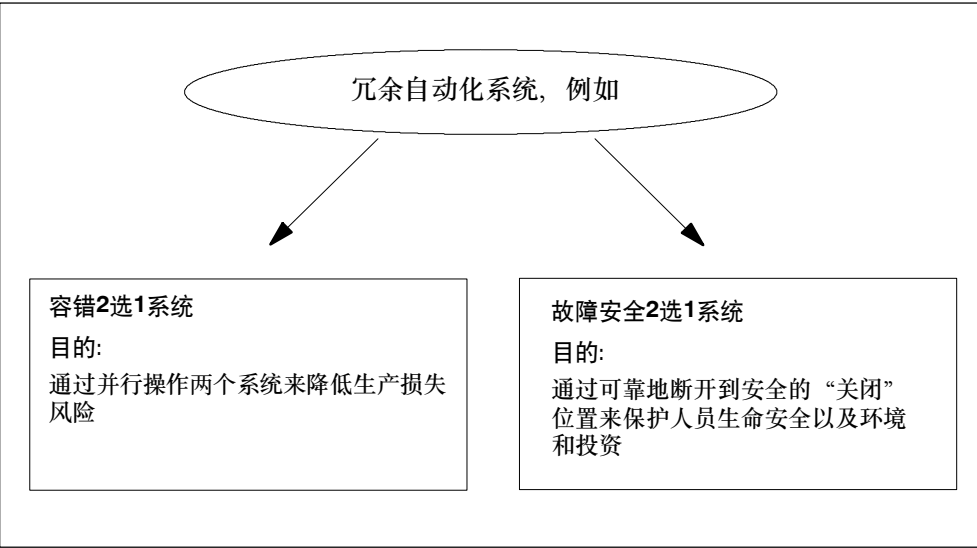 冗余自动化系统，例如
容错2选1系统
目的:
通过并行操作两个系统来降低生产损失
风险
故障安全2选1系统
目的:
通过可靠地断开到安全的“关闭”
位置来保护人员生命安全以及环境
和投资